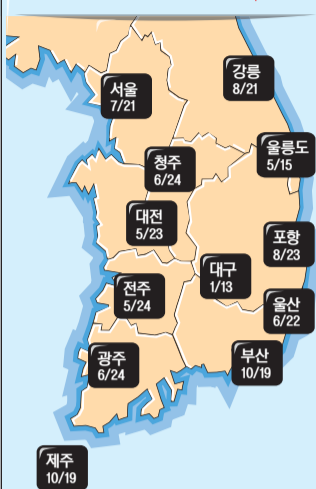 서울
7/21
강릉
8/21
울릉도
5/15
청주
6/24
대전
5/23
포항
8/23
대구
1/13
전주
5/24
울산
6/22
광주
6/24
부산
10/19
제주
10/19